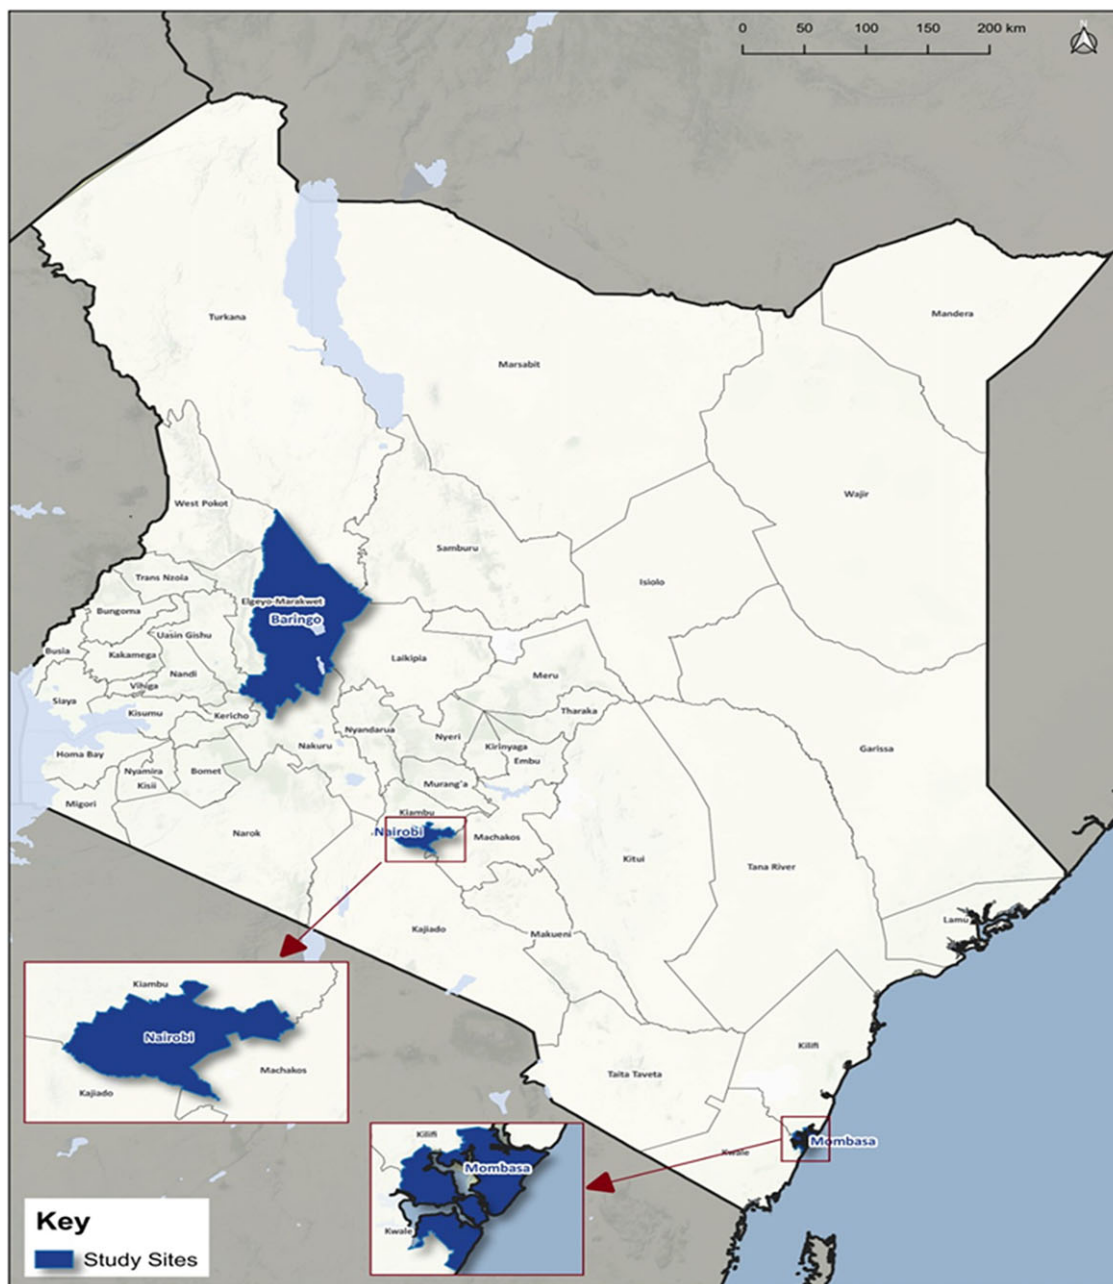 N
0 50 100 150 200 km
Mandera
Turkana
Marsabit
Wajir
West Pokot
Samburu
Trans Nzoia
Isiolo
Elgeyo-Marakwet
Bungoma
Baringo
Uasin Gishu
Busia
Kakamega
Laikipia
Nandi
Meru
Vihiga
Siaya
Tharaka
Kisumu
Kericho
Nyandarua
Nyeri
Nakuru
Kirinyaga
Garissa
Homa Bay
Embu
Nyamira
Bomet
Kisii
Murang'a
Migori
Kiambu
Nairobi
Machakos
Narok
Kitui
Tana River
Lamu
Kajiado
Makueni
Kiambu
Nairobi
Machakos
Kajiado
Kilifi
Taita Taveta
Kilifi
Mombasa
Kwale
Mombasa
Kwale
Key
Study Sites